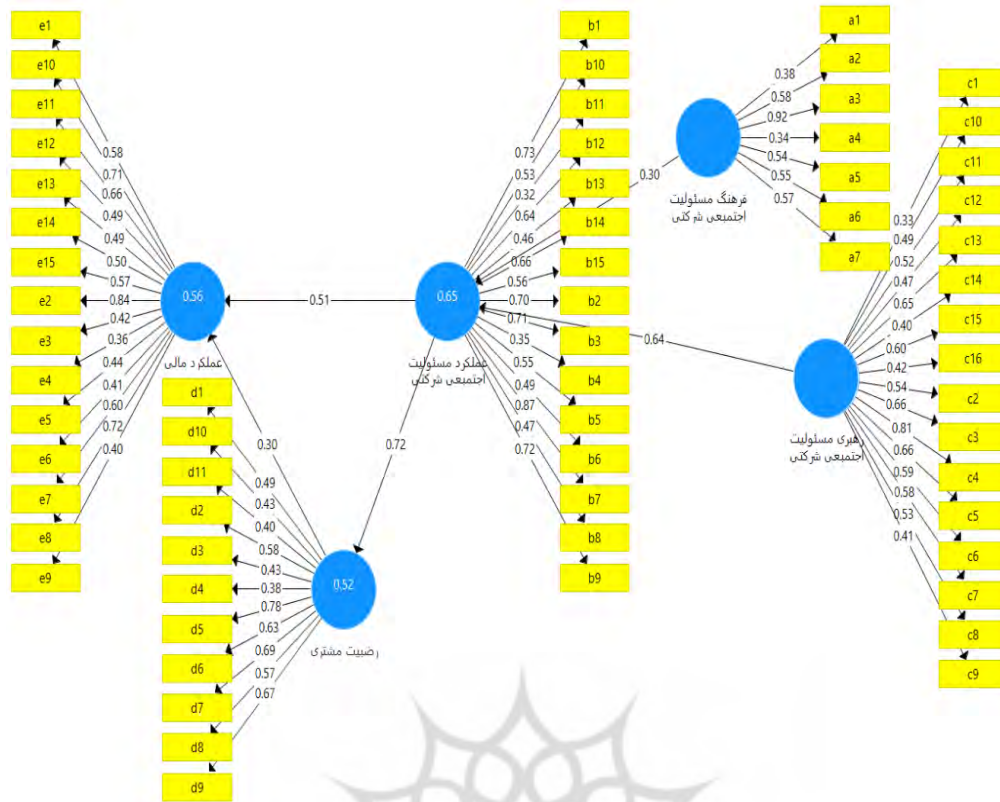 e1
e10
e11
e12
e13
e14
e15
e2
e3
e4
e5
e6
e7
e8
e9
0.58
0.71
0.66
0.49
0.49
0.50
0.57
0.84
0.42
0.36
0.44
0.41
0.60
0.72
0.40
0.56
عملکرد مالی
0.51
0.30
0.72
d1
d10
d11
d2
d3
d4
d5
d6
d7
d8
d9
0.49
0.43
0.40
0.58
0.43
0.38
0.78
0.63
0.69
0.57
0.67
0.52
رضبیت مشتری
0.65
عملکرد مسئولیت
اجتمبعی شرکتی
0.73
0.53
0.32
0.64
0.46
0.66
0.56
0.70
0.71
0.35
0.55
0.49
0.87
0.47
0.72
b1
b10
b11
b12
b13
b14
b15
b2
b3
b4
b5
b6
b7
b8
b9
0.30
فرهنگ مسئولیت
اجتمبعی شرکتی
0.38
0.58
0.92
0.34
0.54
0.55
0.57
a1
a2
a3
a4
a5
a6
a7
0.64
رهبری مسئولیت
اجتمبعی شرکتی
0.33
0.49
0.52
0.47
0.65
0.40
0.60
0.42
0.54
0.66
0.81
0.66
0.59
0.58
0.53
0.41
c1
c10
c11
c12
c13
c14
c15
c16
c2
c3
c4
c5
c6
c7
c8
c9